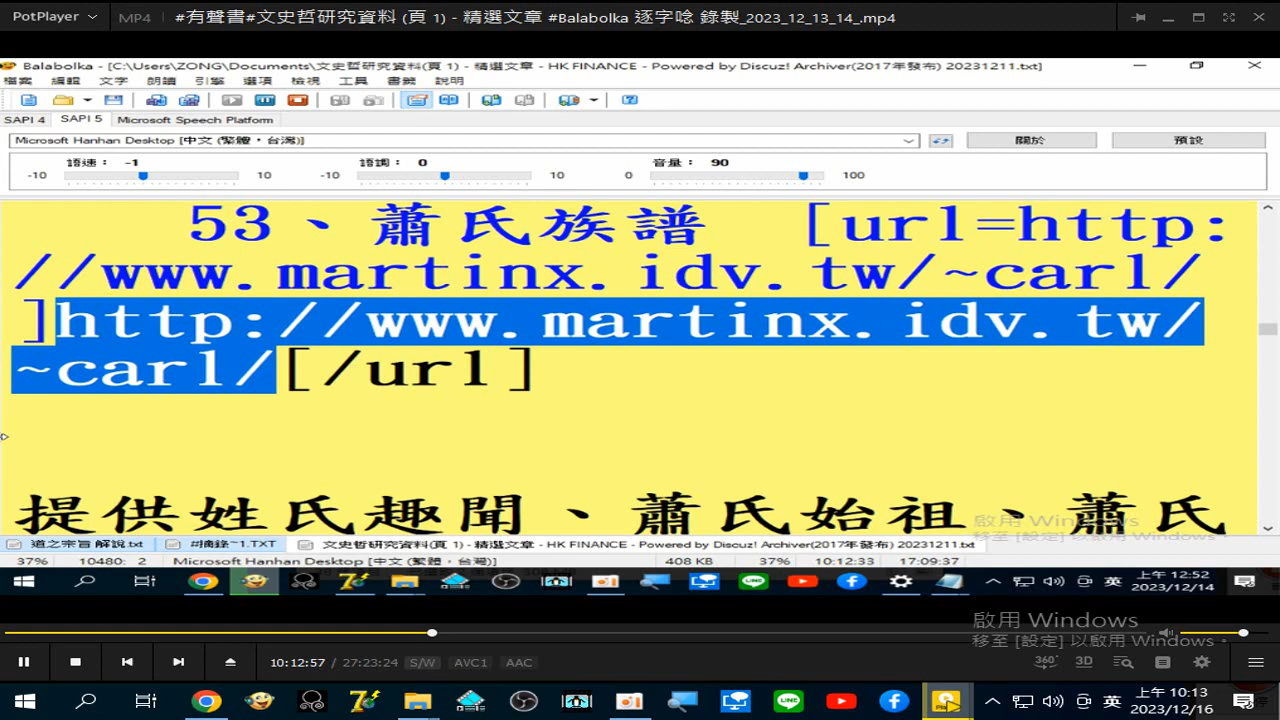 PotPlayer
MP4
#有聲書#文史哲研究資料 (頁 1) - 精選文章 #Balabolka 逐字唸 錄製_2023_12_13_14_.mp4
Balabolka - [C:\Users\ZONG\Documents\文史哲研究資料(頁 1) - 精選文章 - HK FINANCE - Powered by Discuz! Archiver(2017年發布) 20231211.txt]
檔案 編輯 文字 朗讀 引擎 選項 檢視 工具 書籤 說明
SAPI 4 SAPI 5 Microsoft Speech Platform
Microsoft Hanhan Desktop [中文 (繁體，台灣)]
關於 預設
語速： -1 語調： 0 音量： 90
-10 10 -10 10 0 100
53、蕭氏族譜 [url=http:
//www.martinx.idv.tw/~carl/
]http://www.martinx.idv.tw/
~carl/[/url]
提供姓氏趣聞、蕭氏始祖、蕭氏
啟用 Windows
移至 [設定] 以啟用 Windows。
道之宗旨 解說.txt #摘錄~1.TXT 文史哲研究資料(頁 1) - 精選文章 - HK FINANCE - Powered by Discuz! Archiver(2017年發布) 20231211.txt
37% 10480: 2 Microsoft Hanhan Desktop [中文 (繁體，台灣)] 408 KB 37% 10:12:33 17:09:37
英 上午 12:52
2023/12/14
啟用 Windows
移至 [設定] 以啟用 Windows。
10:12:57 / 27:23:24 S/W AVC1 AAC
360° 3D
英 上午 10:13
2023/12/16